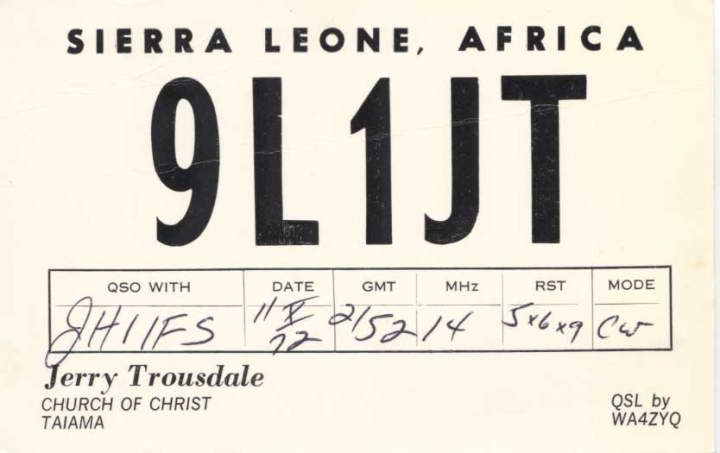 SIERRA LEONE, AFRICA
9L1JT
QSO WITH DATE GMT MHz RST MODE
JH1IFS 11 V 72 2152 14 5x6x9 CW
Jerry Trousdale
CHURCH OF CHRIST
TAIAMA
QSL by
WA4ZYQ